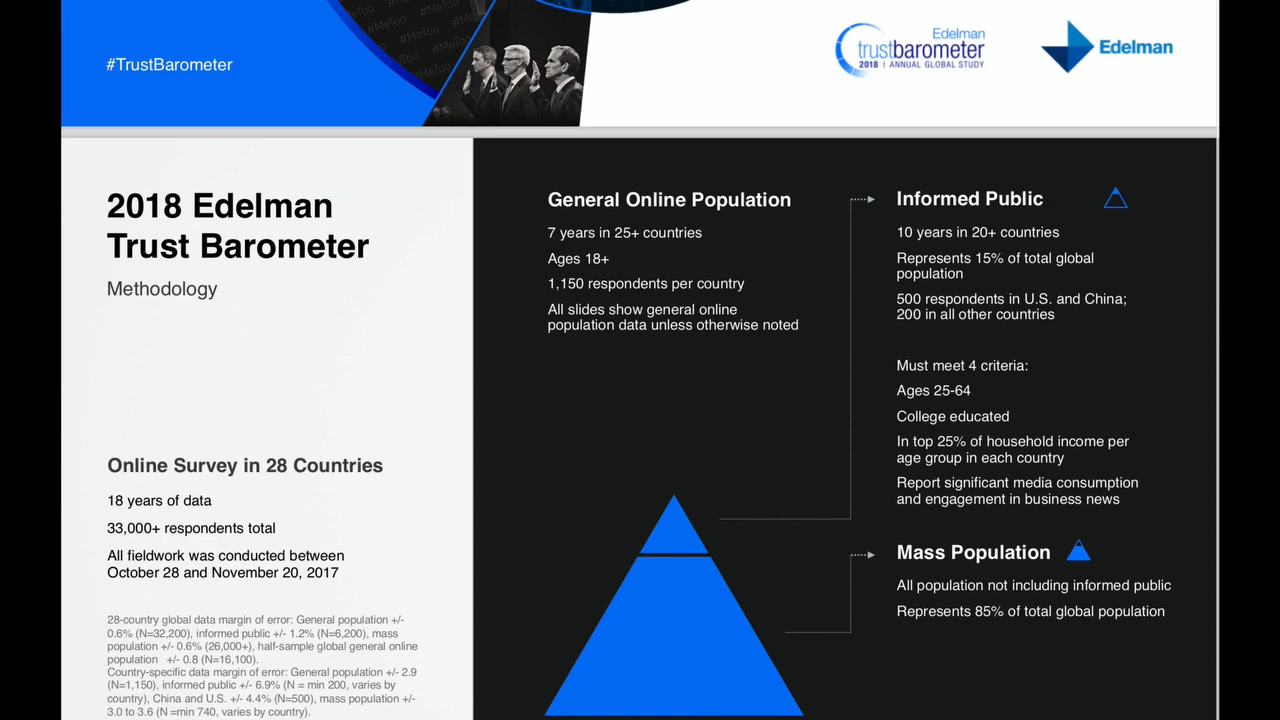 #TrustBarometer
#MeToo
#MeToo
#MeToo
#MeToo
#MeToo
Edelman
trustbarometer
2018 | ANNUAL GLOBAL STUDY
Edelman
2018 Edelman
Trust Barometer
Methodology
Online Survey in 28 Countries
18 years of data
33,000+ respondents total
All fieldwork was conducted between
October 28 and November 20, 2017
28-country global data margin of error: General population +/-
0.6% (N=32,200), informed public +/- 1.2% (N=6,200), mass
population +/- 0.6% (26,000+), half-sample global general online
population +/- 0.8 (N=16,100).
Country-specific data margin of error: General population +/- 2.9
(N=1,150), informed public +/- 6.9% (N = min 200, varies by
country), China and U.S. +/- 4.4% (N=500), mass population +/-
3.0 to 3.6 (N =min 740, varies by country).
General Online Population
7 years in 25+ countries
Ages 18+
1,150 respondents per country
All slides show general online
population data unless otherwise noted
Informed Public
10 years in 20+ countries
Represents 15% of total global
population
500 respondents in U.S. and China;
200 in all other countries
Must meet 4 criteria:
Ages 25-64
College educated
In top 25% of household income per
age group in each country
Report significant media consumption
and engagement in business news
Mass Population
All population not including informed public
Represents 85% of total global population